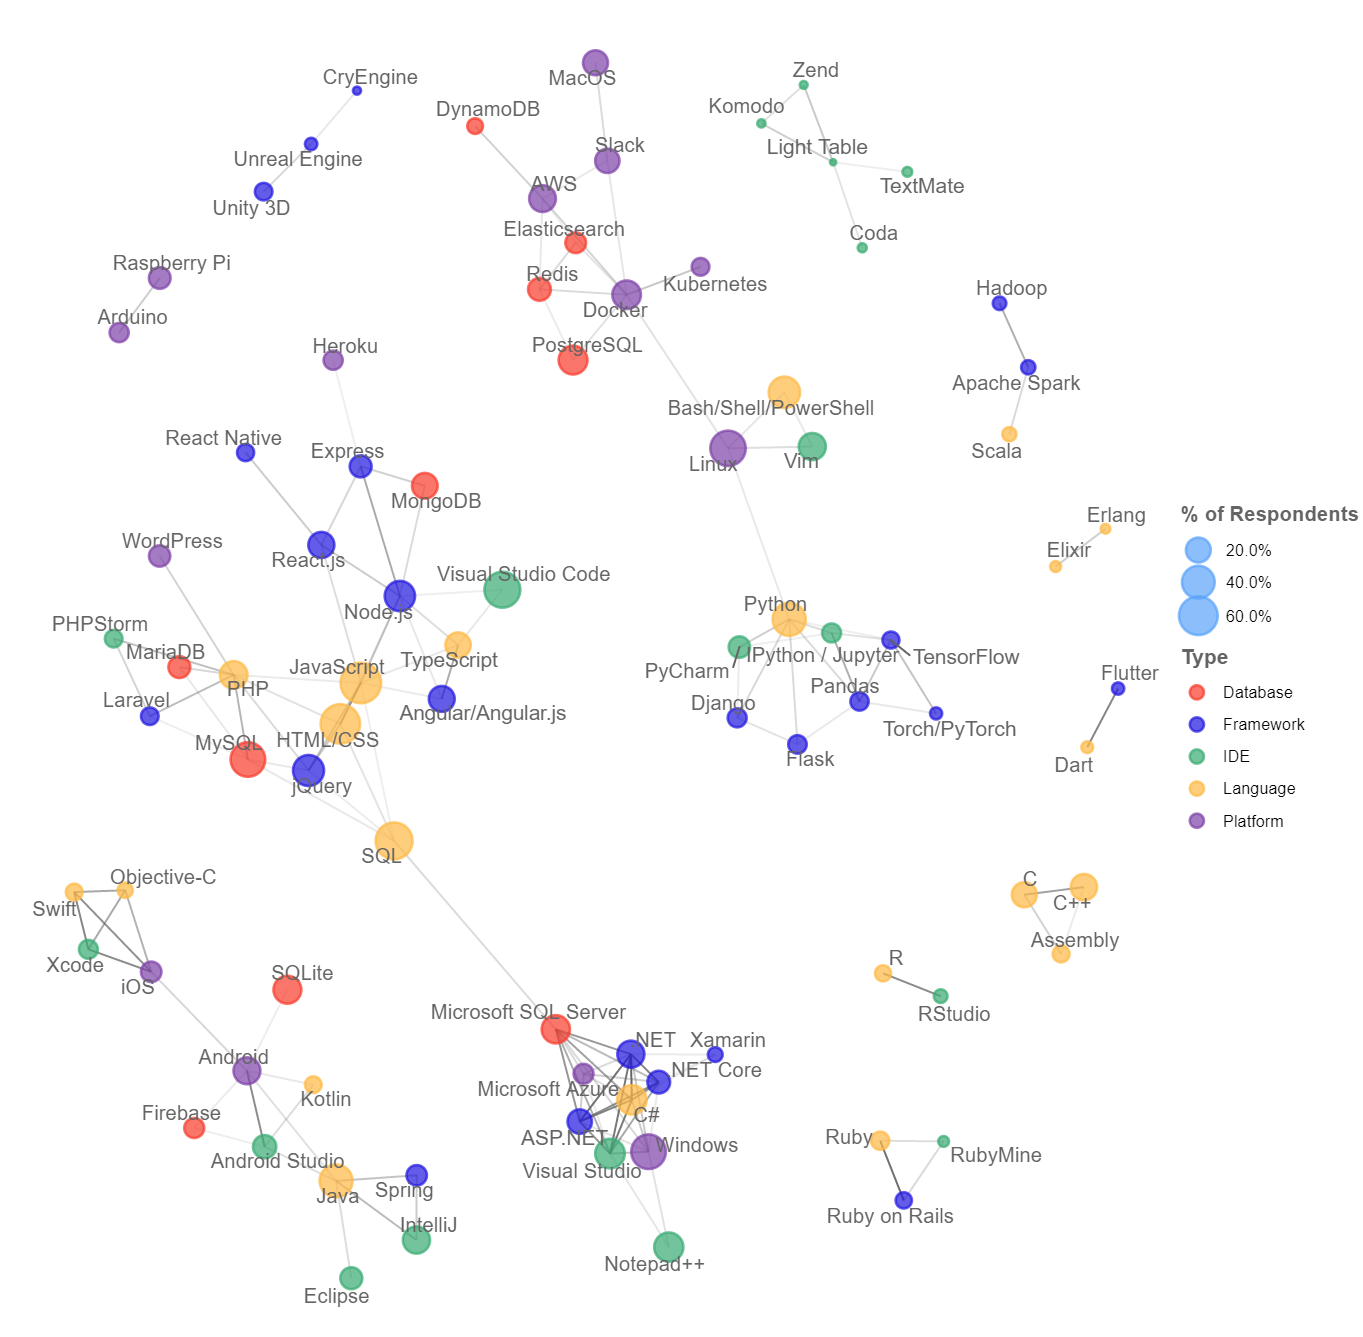 CryEngine
MacOS
Zend
DynamoDB
Komodo
Unreal Engine
Slack
Light Table
Unity 3D
AWS
TextMate
Elasticsearch
Coda
Raspberry Pi
Redis
Kubernetes
Hadoop
Arduino
Docker
Heroku
PostgreSQL
Apache Spark
Bash/Shell/PowerShell
React Native
Express
Linux
Vim
Scala
MongoDB
% of Respondents
Erlang
WordPress
React.js
Elixir
20.0%
Visual Studio Code
40.0%
Node.js
Python
60.0%
PHPStorm
MariaDB
JavaScript
TypeScript
PyCharm
IPython / Jupyter
TensorFlow
Type
Flutter
PHP
Pandas
Database
Laravel
Angular/Angular.js
Django
Torch/PyTorch
Framework
MySQL
HTML/CSS
Flask
IDE
jQuery
Dart
Language
Platform
SQL
Objective-C
C
Swift
C++
Assembly
Xcode
iOS
SQLite
R
RStudio
Microsoft SQL Server
Android
NET
Xamarin
NET Core
Microsoft Azure
Kotlin
Firebase
C#
ASP.NET
Windows
Ruby
RubyMine
Android Studio
Visual Studio
Java
Spring
Ruby on Rails
IntelliJ
Notepad++
Eclipse